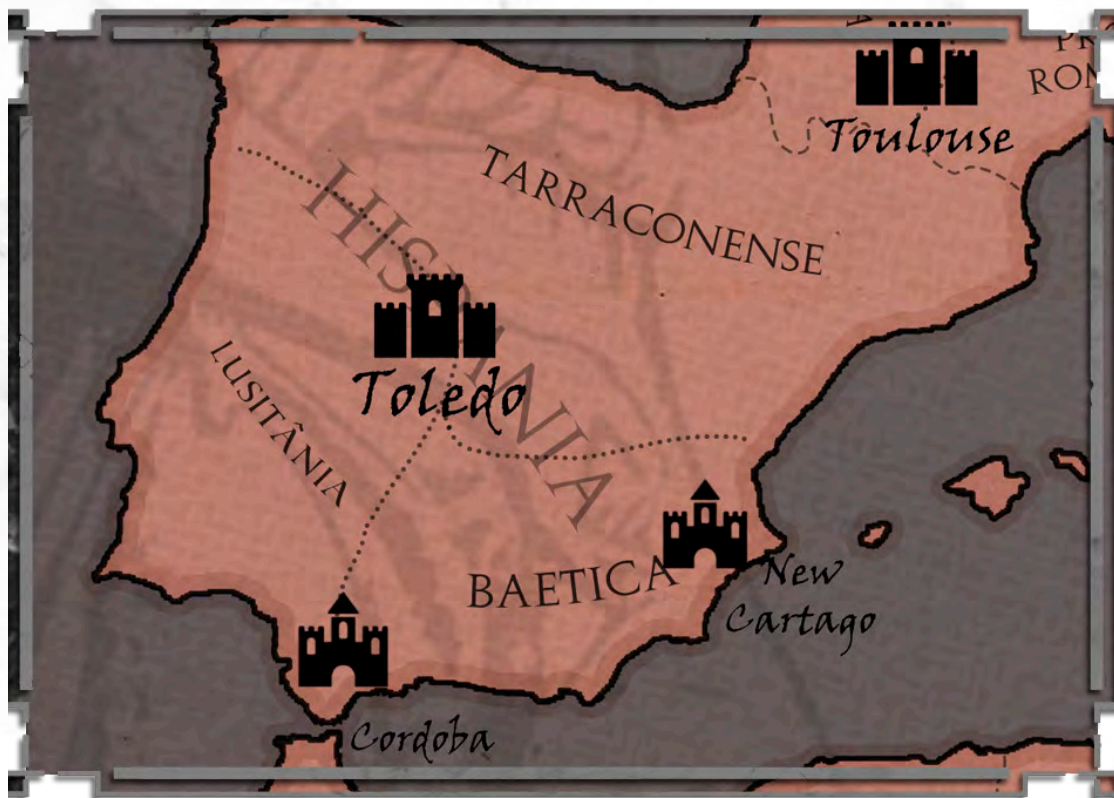 Toulouse
TARRACONENSE
HISPANIA
Toledo
LUSITÂNIA
BAETICA
New
Cartago
Cordoba